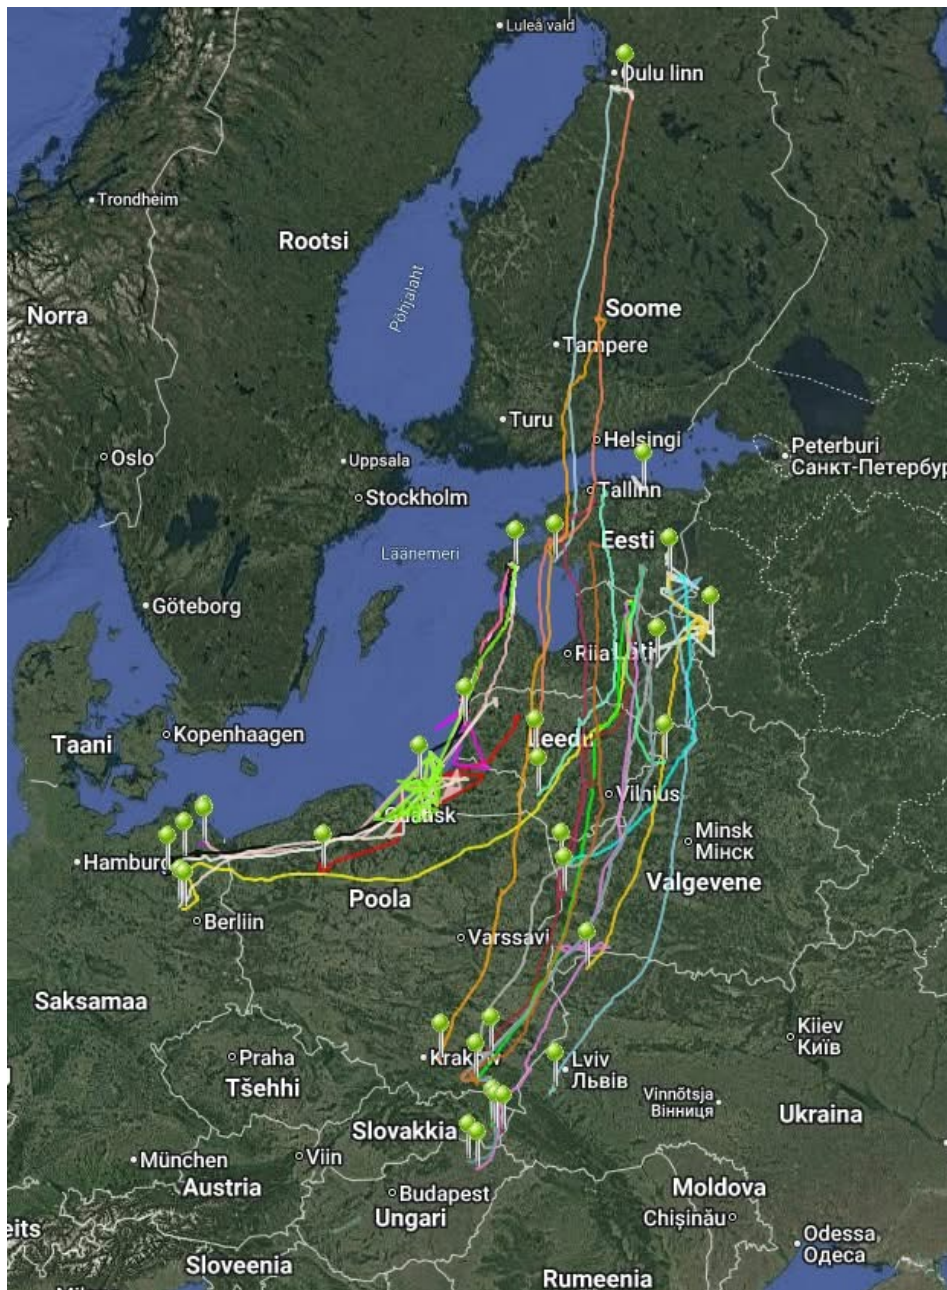 Luleå vald
Oulu linn
Trondheim
Rootsi
Põhjalaht
Norra
Soome
Tampere
Turu
Helsingi
Peterburi
Санкт-Петербур
Oslo
Uppsala
Stockholm
Tallinn
Läänemeri
Eesti
Göteborg
Riia
Läti
Taani
Kopenhaagen
Leedu
Vilnius
Gdańsk
Minsk
Мінск
Hamburg
Valgevene
Poola
Berliin
Varssavi
Saksamaa
Kiiev
Київ
Praha
Kraków
Lviv
Львів
Tšehhi
Vinnõtsja
Вінниця
Ukraina
Slovakkia
München
Viin
Austria
Budapest
Moldova
Ungari
Chișinău
eits
Odessa
Одеса
Sloveenia
Rumeenia